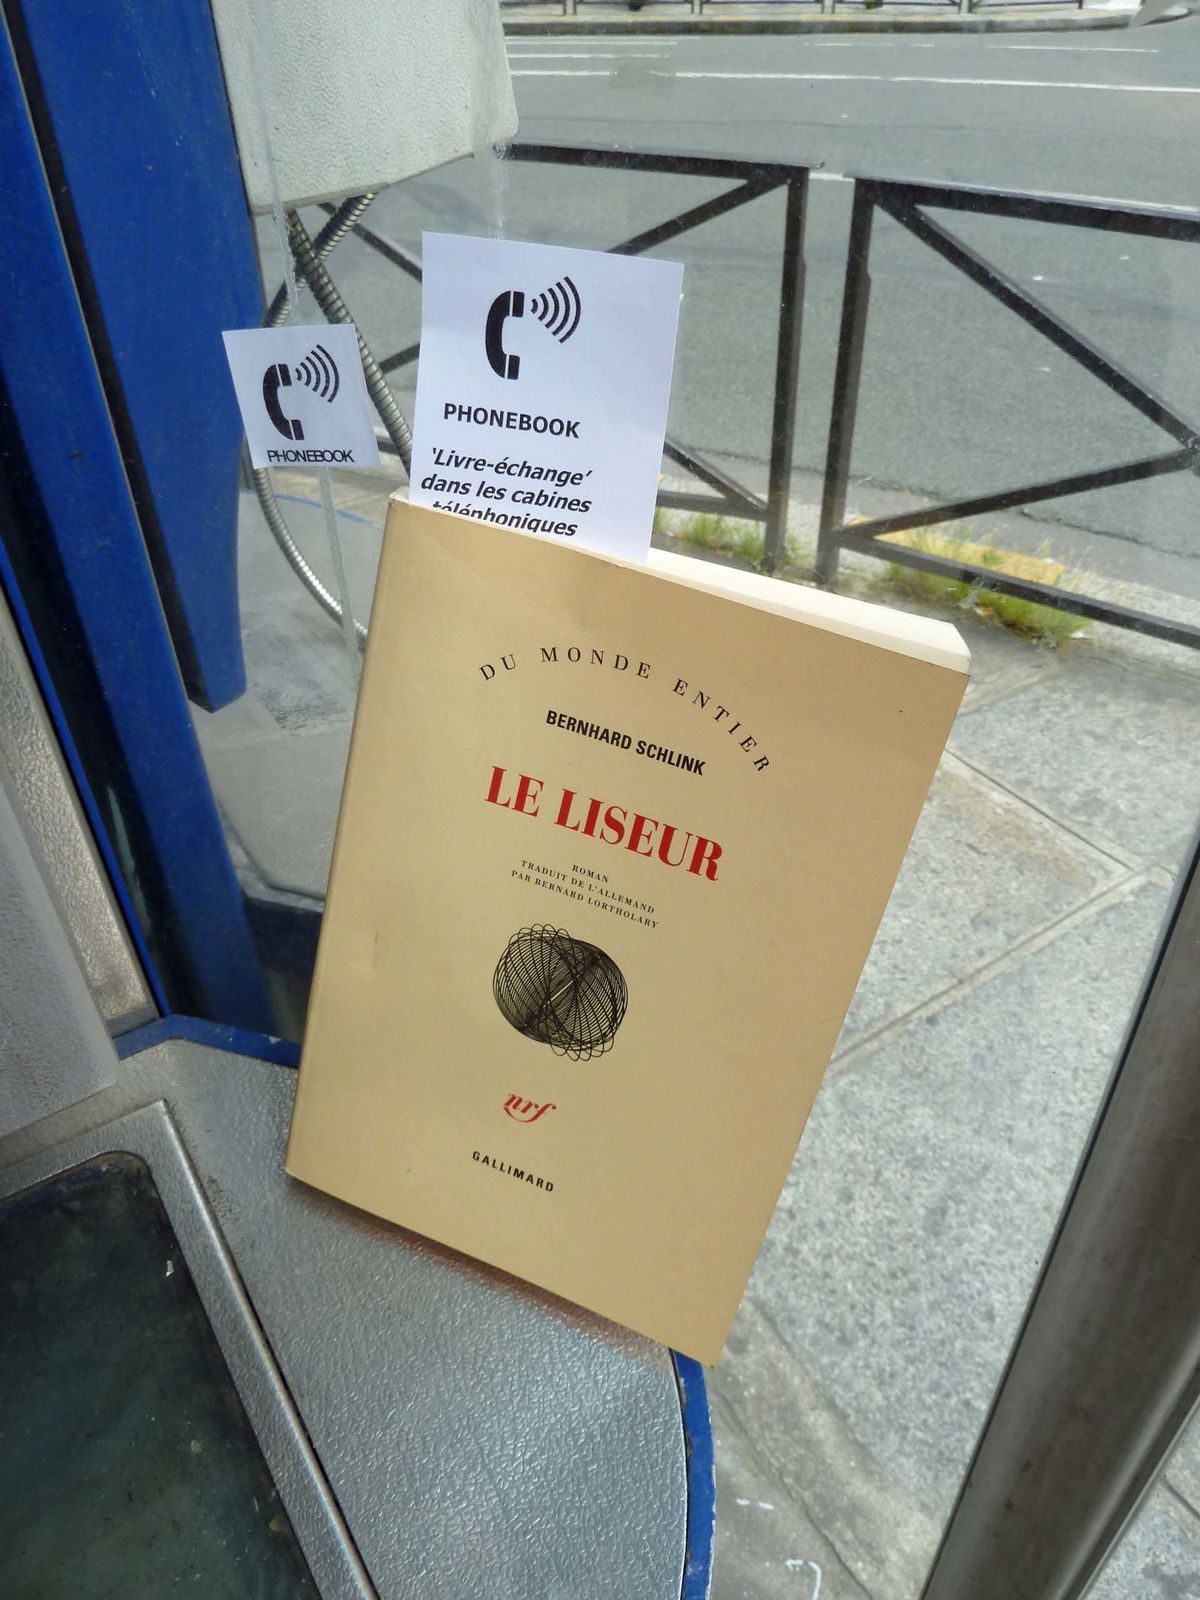 PHONEBOOK
PHONEBOOK
‘Livre-échange’
dans les cabines
téléphoniques
DU MONDE ENTIER
BERNHARD SCHLINK
LE LISEUR
ROMAN
TRADUIT DE L'ALLEMAND
PAR BERNARD LORTHOLARY
nrf
GALLIMARD